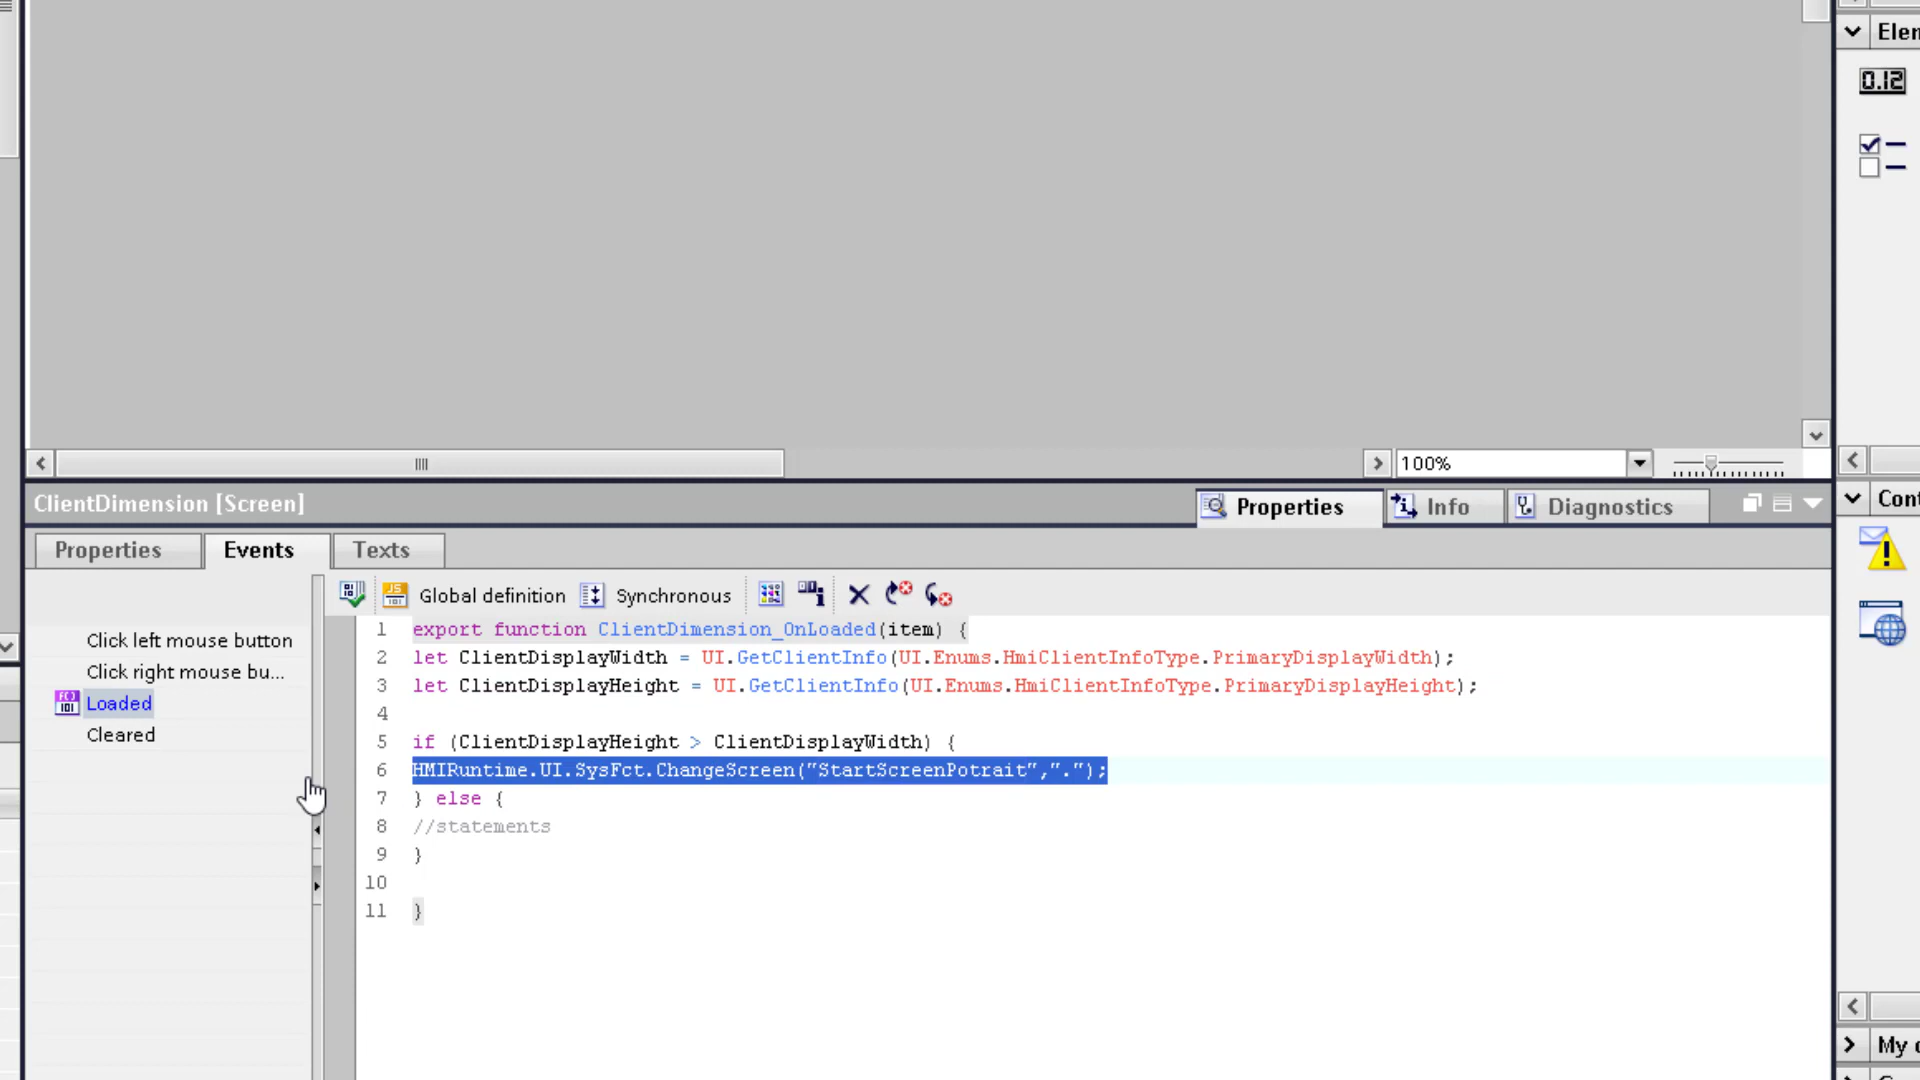 Elen
0.12
100%
ClientDimension [Screen]
Properties
Info
Diagnostics
Cont
Properties
Events
Texts
Global definition
Synchronous
Click left mouse button
Click right mouse bu...
Loaded
Cleared
1 export function ClientDimension_OnLoaded(item) {
2 let ClientDisplayWidth = UI.GetClientInfo(UI.Enums.HmiClientInfoType.PrimaryDisplayWidth);
3 let ClientDisplayHeight = UI.GetClientInfo(UI.Enums.HmiClientInfoType.PrimaryDisplayHeight);
4
5 if (ClientDisplayHeight > ClientDisplayWidth) {
6 HMIRuntime.UI.SysFct.ChangeScreen("StartScreenPotrait",".");
7 } else {
8 //statements
9 }
10
11 }
My